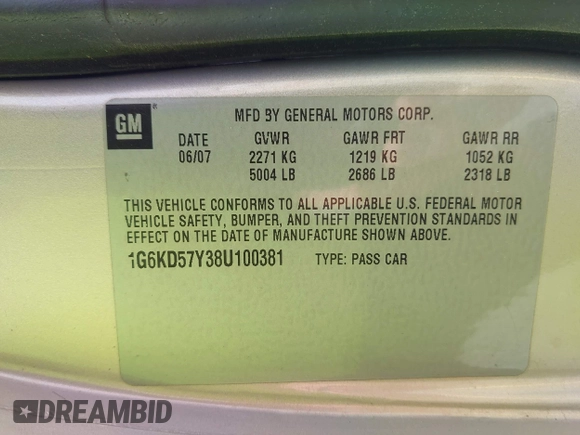 GM ®
MFD BY GENERAL MOTORS CORP.
DATE GVWR GAWR FRT GAWR RR
06/07 2271 KG 1219 KG 1052 KG
5004 LB 2686 LB 2318 LB
THIS VEHICLE CONFORMS TO ALL APPLICABLE U.S. FEDERAL MOTOR
VEHICLE SAFETY, BUMPER, AND THEFT PREVENTION STANDARDS IN
EFFECT ON THE DATE OF MANUFACTURE SHOWN ABOVE.
1G6KD57Y38U100381 TYPE: PASS CAR
DREAMBID